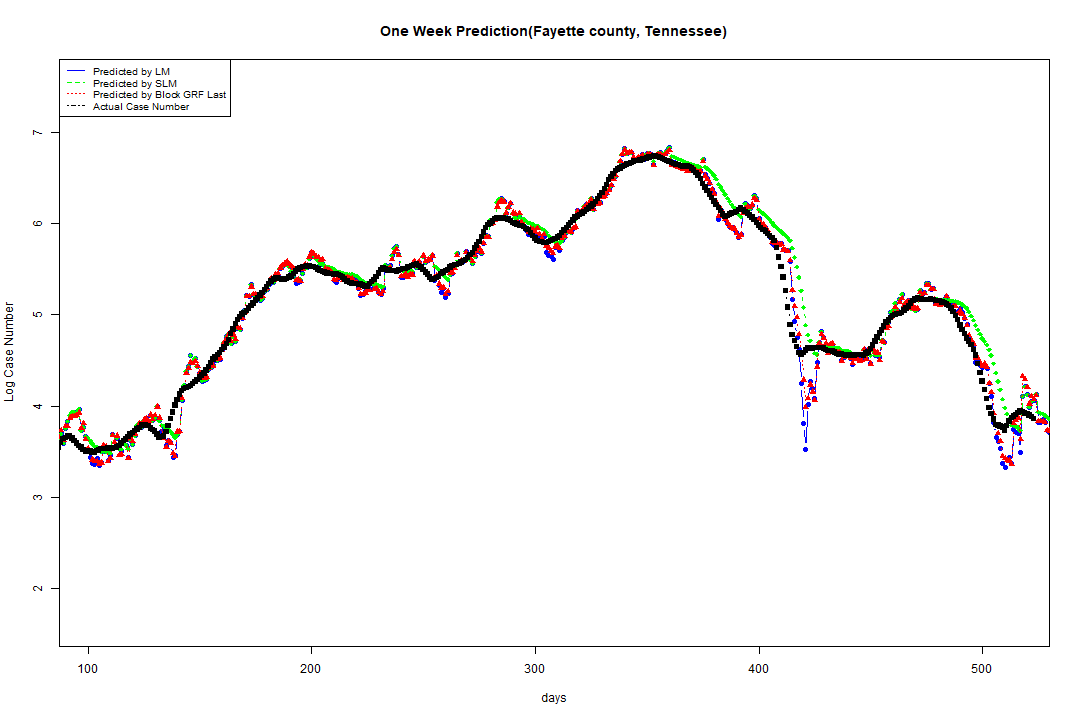 One Week Prediction(Fayette county, Tennessee)
Predicted by LM
Predicted by SLM
Predicted by Block GRF Last
Actual Case Number
7
6
5
4
3
2
Log Case Number
100 200 300 400 500
days